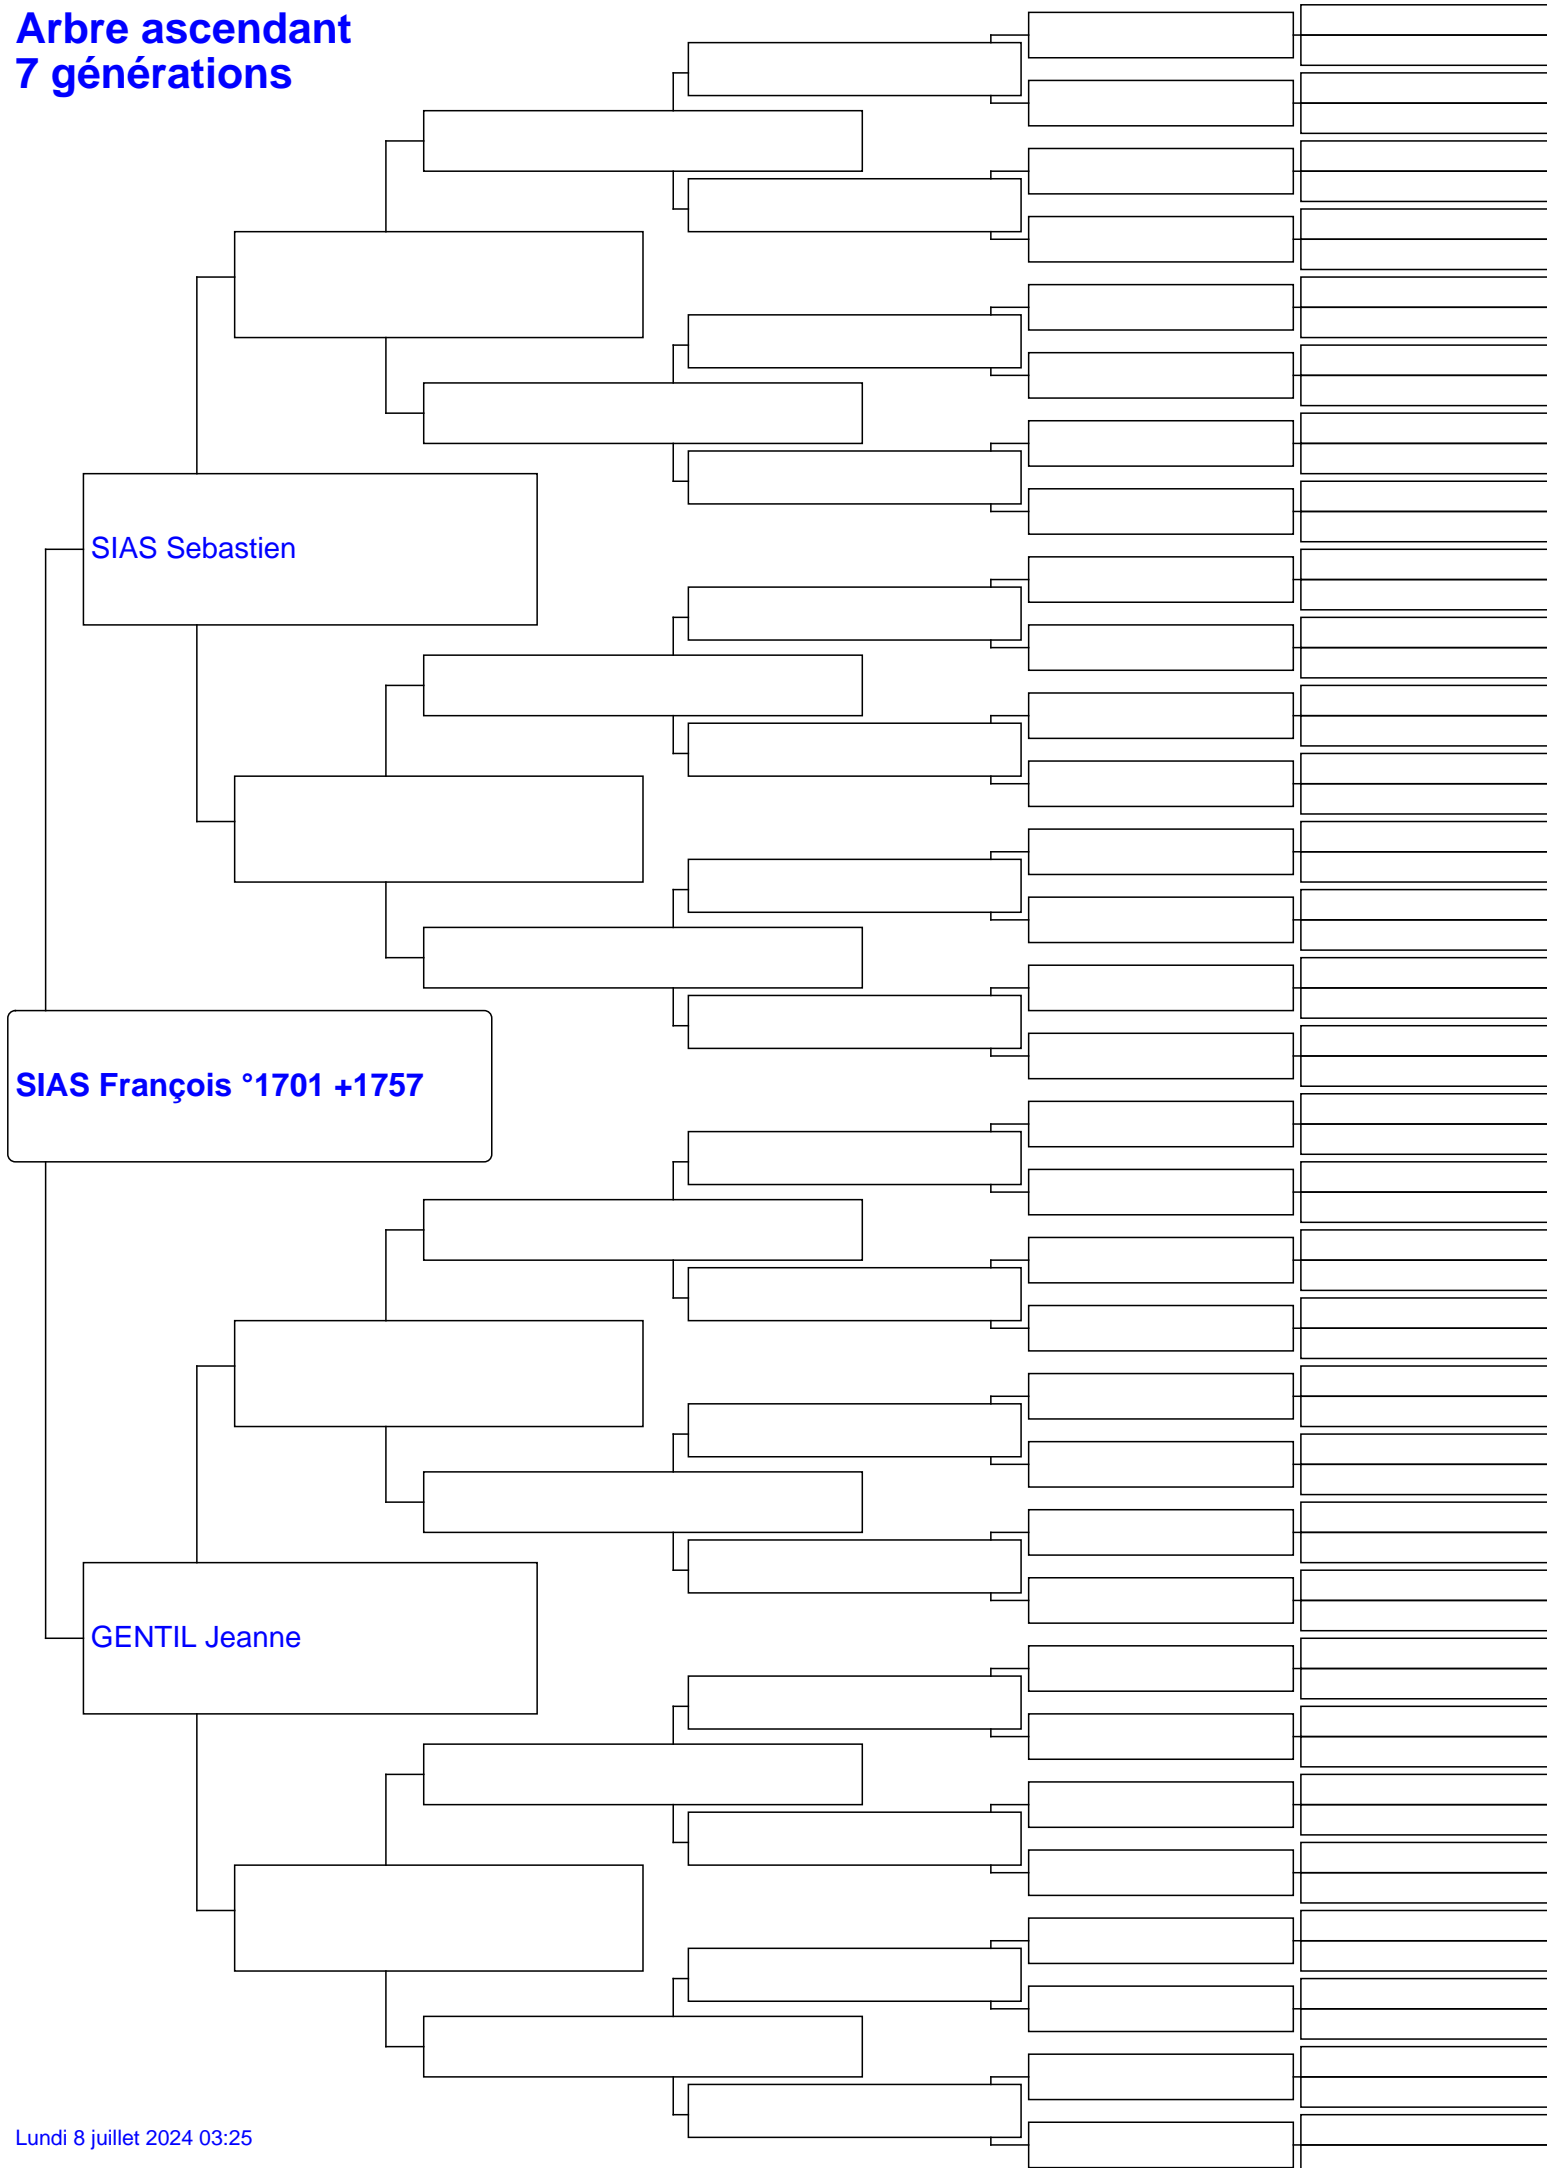 Arbre ascendant
7 générations
SIAS Sebastien
SIAS François °1701 +1757
GENTIL Jeanne
Lundi 8 juillet 2024 03:25